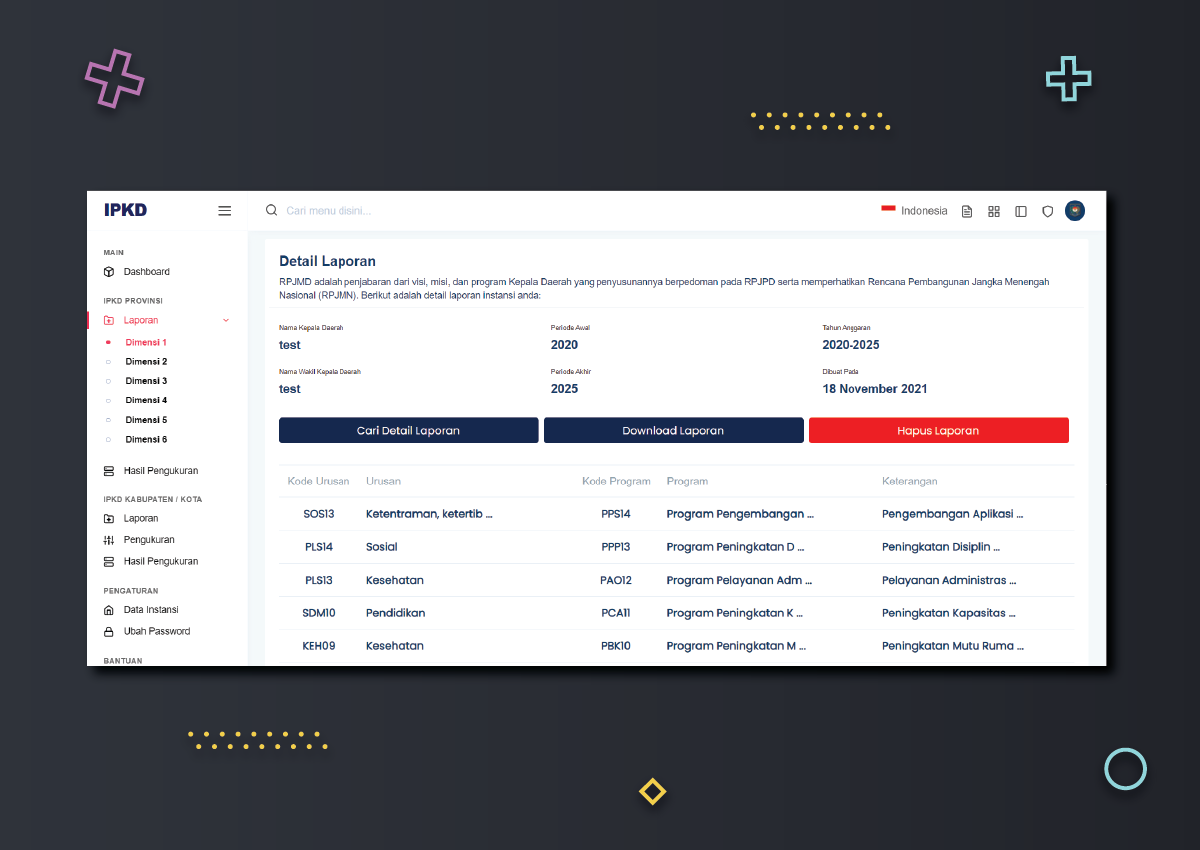 IPKD
Cari menu disini...
Indonesia
MAIN
Dashboard
IPKD PROVINSI
Laporan
Dimensi 1
Dimensi 2
Dimensi 3
Dimensi 4
Dimensi 5
Dimensi 6
Hasil Pengukuran
IPKD KABUPATEN / KOTA
Laporan
Pengukuran
Hasil Pengukuran
PENGATURAN
Data Instansi
Ubah Password
BANTUAN
Detail Laporan
RPJMD adalah penjabaran dari visi, misi, dan program Kepala Daerah yang penyusunannya berpedoman pada RPJPD serta memperhatikan Rencana Pembangunan Jangka Menengah
Nasional (RPJMN). Berikut adalah detail laporan instansi anda:
Nama Kepala Daerah
test
Periode Awal
2020
Tahun Anggaran
2020-2025
Nama Wakil Kepala Daerah
test
Periode Akhir
2025
Dibuat Pada
18 November 2021
Cari Detail Laporan
Download Laporan
Hapus Laporan
Kode Urusan Urusan Kode Program Program Keterangan
SOS13 Ketentraman, ketertib ... PPS14 Program Pengembangan ... Pengembangan Aplikasi ...
PLS14 Sosial PPP13 Program Peningkatan D ... Peningkatan Disiplin ...
PLS13 Kesehatan PAO12 Program Pelayanan Adm ... Pelayanan Administras ...
SDM10 Pendidikan PCA11 Program Peningkatan K ... Peningkatan Kapasitas ...
KEH09 Kesehatan PBK10 Program Peningkatan M ... Peningkatan Mutu Ruma ...